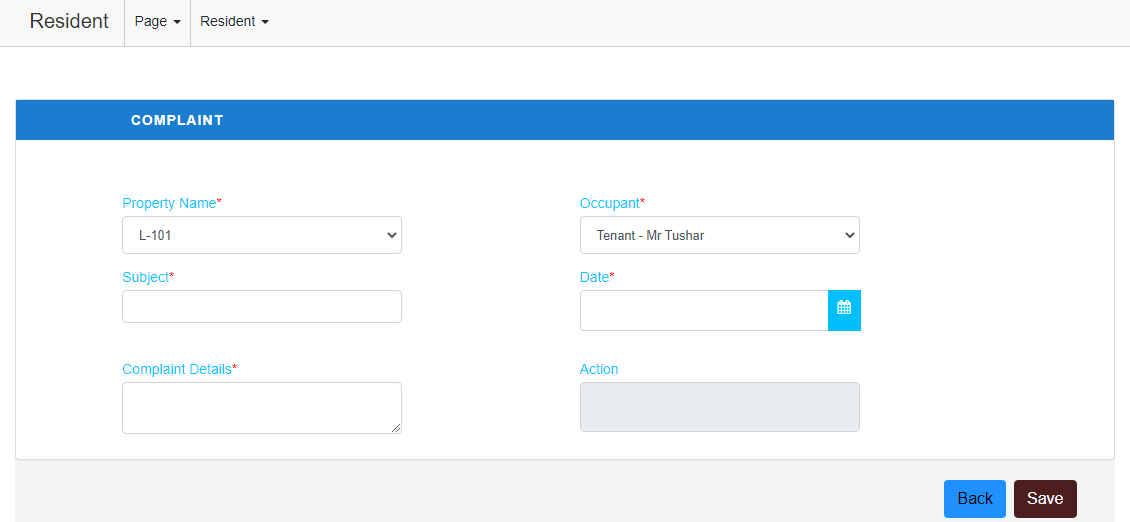 Resident Page Resident
COMPLAINT
Property Name* Occupant*
L-101 Tenant - Mr Tushar
Subject* Date*
Complaint Details* Action
Back Save